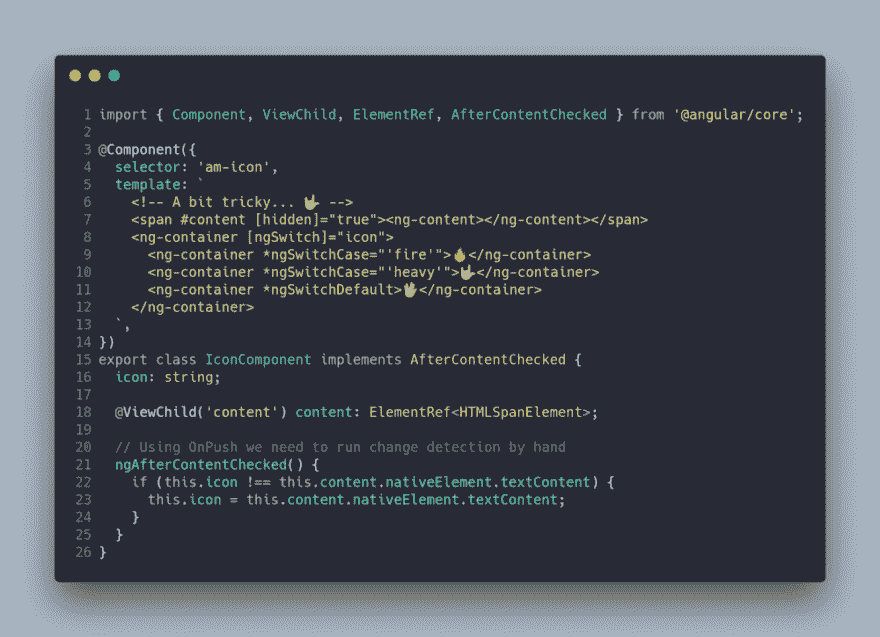 1 import { Component, ViewChild, ElementRef, AfterContentChecked } from '@angular/core';
2
3 @Component({
4   selector: 'am-icon',
5   template: `
6     <!-- A bit tricky... 🤟 -->
7     <span #content [hidden]="true"><ng-content></ng-content></span>
8     <ng-container [ngSwitch]="icon">
9       <ng-container *ngSwitchCase="'fire'">🔥</ng-container>
10       <ng-container *ngSwitchCase="'heavy'">🤟</ng-container>
11       <ng-container *ngSwitchDefault>🖖</ng-container>
12     </ng-container>
13   `,
14 })
15 export class IconComponent implements AfterContentChecked {
16   icon: string;
17
18   @ViewChild('content') content: ElementRef<HTMLSpanElement>;
19
20   // Using OnPush we need to run change detection by hand
21   ngAfterContentChecked() {
22     if (this.icon !== this.content.nativeElement.textContent) {
23       this.icon = this.content.nativeElement.textContent;
24     }
25   }
26 }